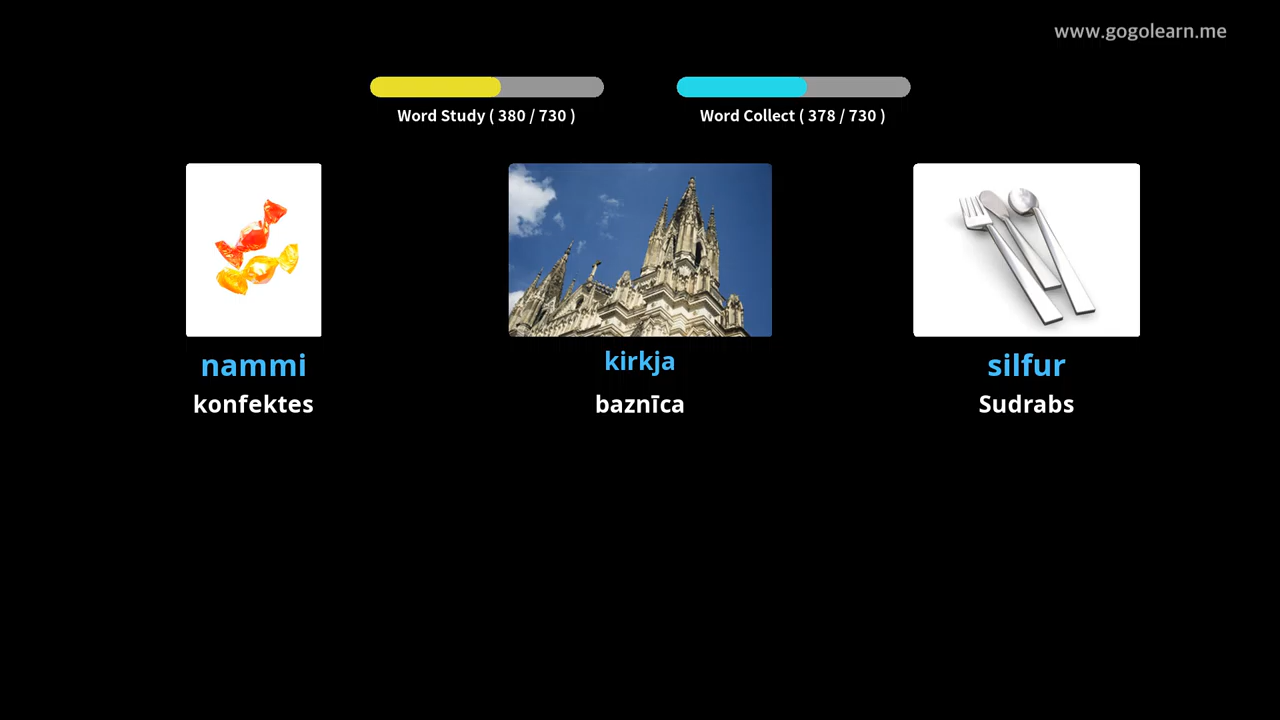 www.gogolearn.me
Word Study ( 380 / 730 )
Word Collect ( 378 / 730 )
nammi
konfektes
kirkja
baznīca
silfur
Sudrabs